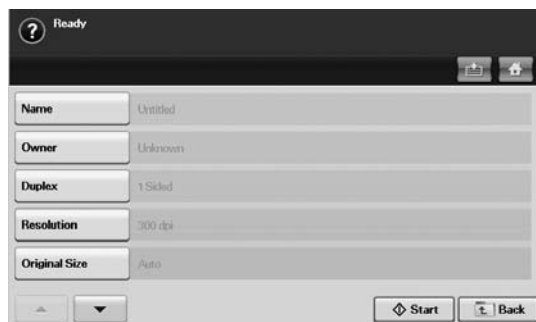 Ready
Name Untitled
Owner Unknown
Duplex 1 Sided
Resolution 300 dpi
Original Size Auto
Start Back